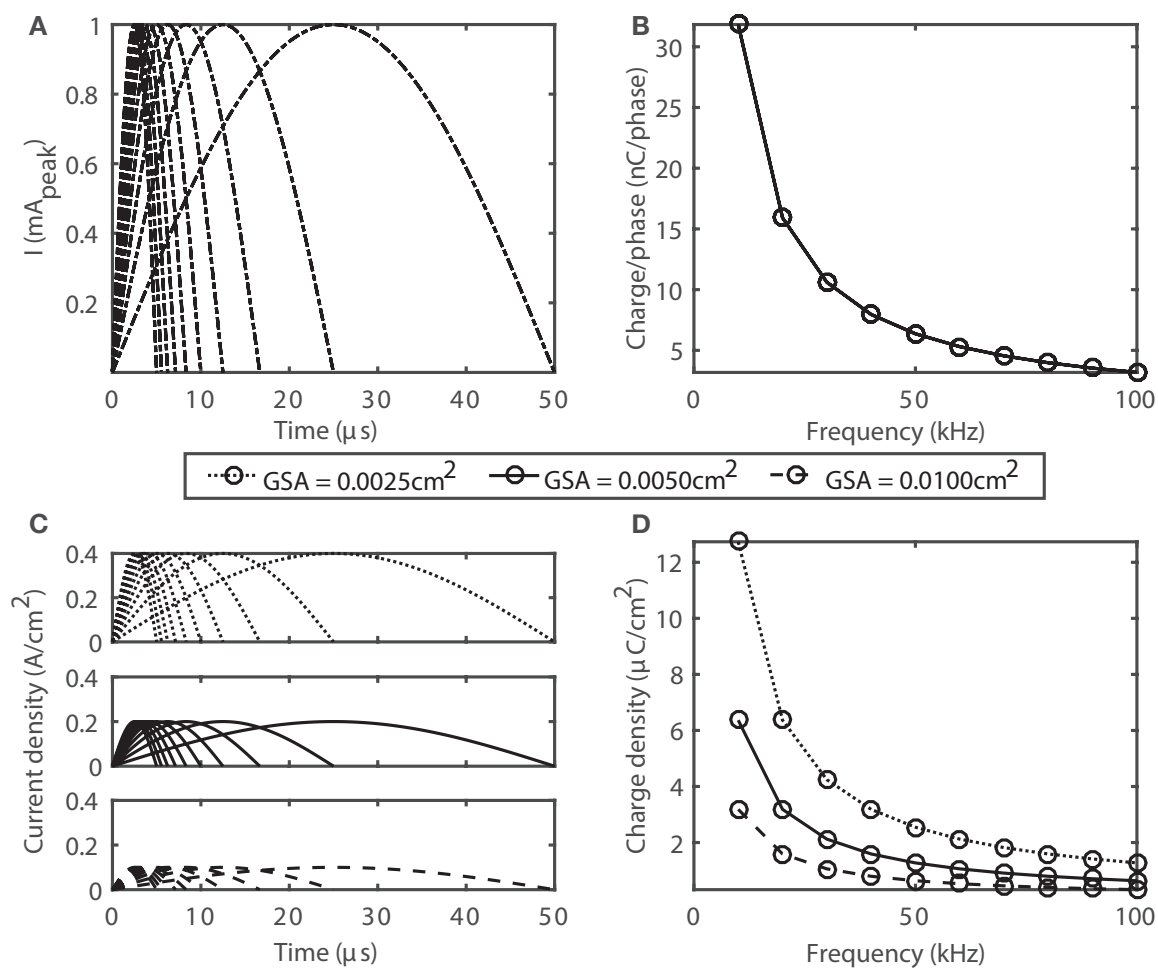 A
1
0.8
0.6
0.4
0.2
I (mA_peak)
0 10 20 30 40 50
Time (µs)
B
30
25
20
15
10
5
Charge/phase (nC/phase)
0 50 100
Frequency (kHz)
GSA = 0.0025cm² GSA = 0.0050cm² GSA = 0.0100cm²
C
0.4
0.2
0
0.4
0.2
0
0.4
0.2
0
Current density (A/cm²)
0 10 20 30 40 50
Time (µs)
D
12
10
8
6
4
2
Charge density (µC/cm²)
0 50 100
Frequency (kHz)